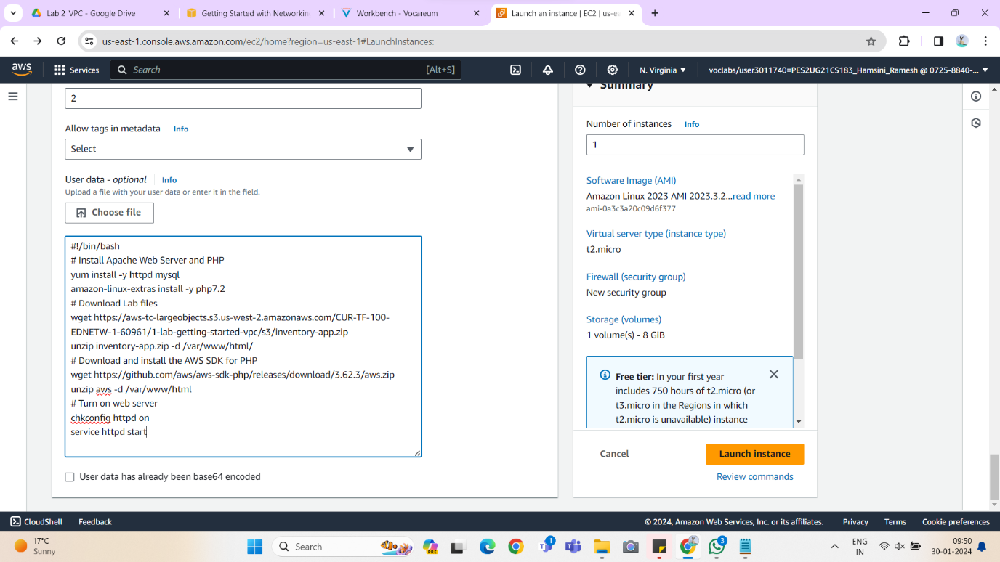 Lab 2_VPC - Google Drive
Getting Started with Networking
Workbench - Vocareum
Launch an instance | EC2 | us-ea
us-east-1.console.aws.amazon.com/ec2/home?region=us-east-1#LaunchInstances:
aws
Services
Search
[Alt+S]
N. Virginia
voclabs/user3011740=PES2UG21CS183_Hamsini_Ramesh @ 0725-8840-...
2
Allow tags in metadata
Info
Select
User data - optional
Info
Upload a file with your user data or enter it in the field.
Choose file
#!/bin/bash
# Install Apache Web Server and PHP
yum install -y httpd mysql
amazon-linux-extras install -y php7.2
# Download Lab files
wget https://aws-tc-largeobjects.s3.us-west-2.amazonaws.com/CUR-TF-100-
EDNETW-1-60961/1-lab-getting-started-vpc/s3/inventory-app.zip
unzip inventory-app.zip -d /var/www/html/
# Download and install the AWS SDK for PHP
wget https://github.com/aws/aws-sdk-php/releases/download/3.62.3/aws.zip
unzip aws -d /var/www/html
# Turn on web server
chkconfig httpd on
service httpd start
User data has already been base64 encoded
Summary
Number of instances
Info
1
Software Image (AMI)
Amazon Linux 2023 AMI 2023.3.2...read more
ami-0a3c3a20c09d6f377
Virtual server type (instance type)
t2.micro
Firewall (security group)
New security group
Storage (volumes)
1 volume(s) - 8 GiB
Free tier: In your first year
includes 750 hours of t2.micro (or
t3.micro in the Regions in which
t2.micro is unavailable) instance
Cancel
Launch instance
Review commands
CloudShell
Feedback
© 2024, Amazon Web Services, Inc. or its affiliates.
Privacy
Terms
Cookie preferences
17°C
Sunny
Search
PRE
1
3
ENG
IN
09:50
30-01-2024